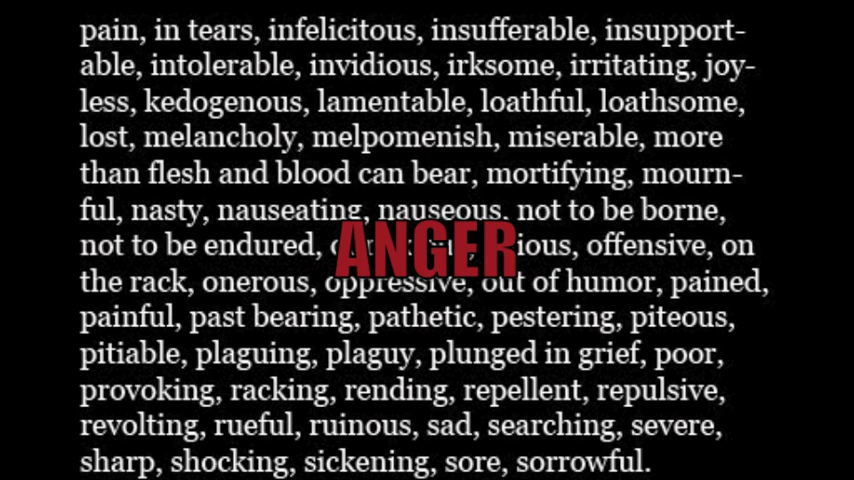 pain, in tears, infelicitous, insufferable, insupport-
able, intolerable, invidious, irksome, irritating, joy-
less, kedogenous, lamentable, loathful, loathsome,
lost, melancholy, melpomenish, miserable, more
than flesh and blood can bear, mortifying, mourn-
ful, nasty, nauseating, nauseous, not to be borne,
not to be endured, offensive, on
ANGER
the rack, onerous, oppressive, out of humor, pained,
painful, past bearing, pathetic, pestering, piteous,
pitiable, plaguing, plaguy, plunged in grief, poor,
provoking, racking, rending, repellent, repulsive,
revolting, rueful, ruinous, sad, searching, severe,
sharp, shocking, sickening, sore, sorrowful.